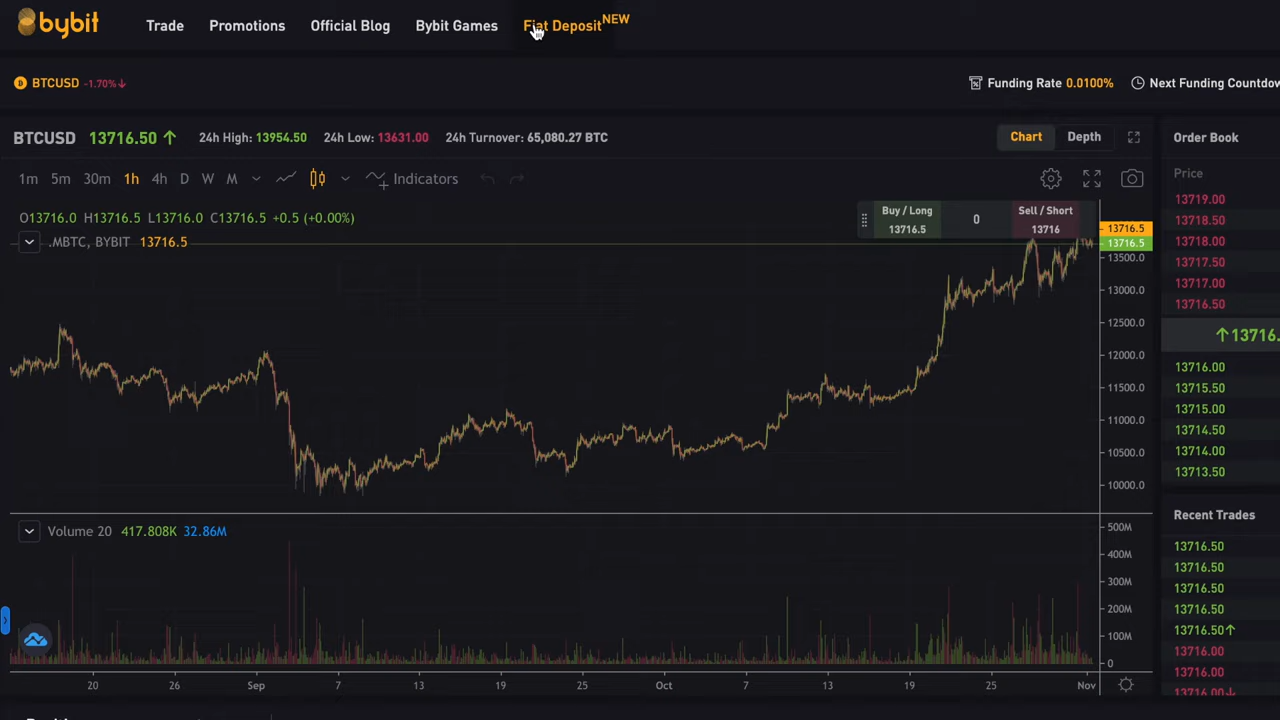 bybit
Trade Promotions Official Blog Bybit Games Fiat Deposit NEW
BTCUSD -1.70%↓ Funding Rate 0.0100% Next Funding Countdow
BTCUSD 13716.50 ↑ 24h High: 13954.50 24h Low: 13631.00 24h Turnover: 65,080.27 BTC Chart Depth Order Book
1m 5m 30m 1h 4h D W M Indicators
Price
O13716.0 H13716.5 L13716.0 C13716.5 +0.5 (+0.00%)
.MBTC, BYBIT 13716.5
Buy / Long 13716.5 0 Sell / Short 13716
13716.5
13716.5
13500.0
13000.0
12500.0
12000.0
11500.0
11000.0
10500.0
10000.0
13719.00
13718.50
13718.00
13717.50
13717.00
13716.50
↑13716.
13716.00
13715.50
13715.00
13714.50
13714.00
13713.50
Volume 20 417.808K 32.86M
500M
400M
300M
200M
100M
0
Recent Trades
13716.50
13716.50
13716.50
13716.50
13716.50↑
13716.00
13716.00
13716.00↓
20 26 Sep 7 13 19 25 Oct 7 13 19 25 Nov